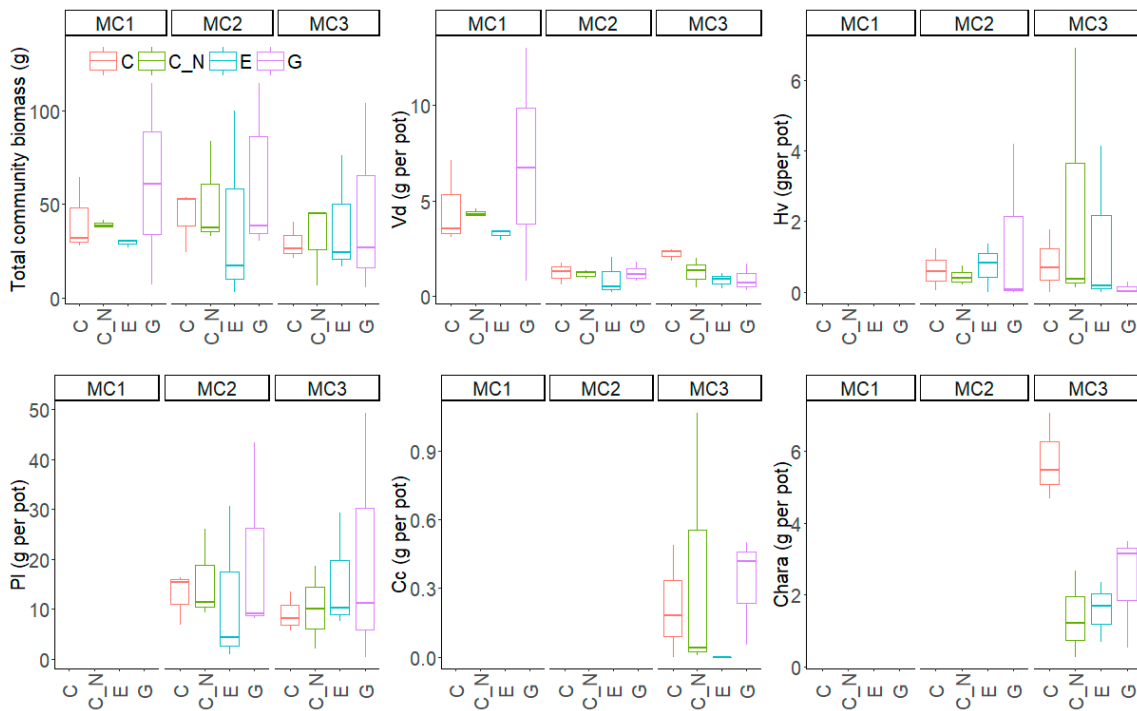 MC1 MC2 MC3 MC1 MC2 MC3 MC1 MC2 MC3
C C_N E G
Total community biomass (g)
100
50
0
Vd (g per pot)
10
5
0
Hv (gper pot)
6
4
2
0
C C_N E G C C_N E G C C_N E G C C_N E G C C_N E G C C_N E G C C_N E G C C_N E G C C_N E G
MC1 MC2 MC3 MC1 MC2 MC3 MC1 MC2 MC3
Pl (g per pot)
50
40
30
20
10
0
Cc (g per pot)
0.9
0.6
0.3
0.0
Chara (g per pot)
6
4
2
0
C C_N E G C C_N E G C C_N E G C C_N E G C C_N E G C C_N E G C C_N E G C C_N E G C C_N E G